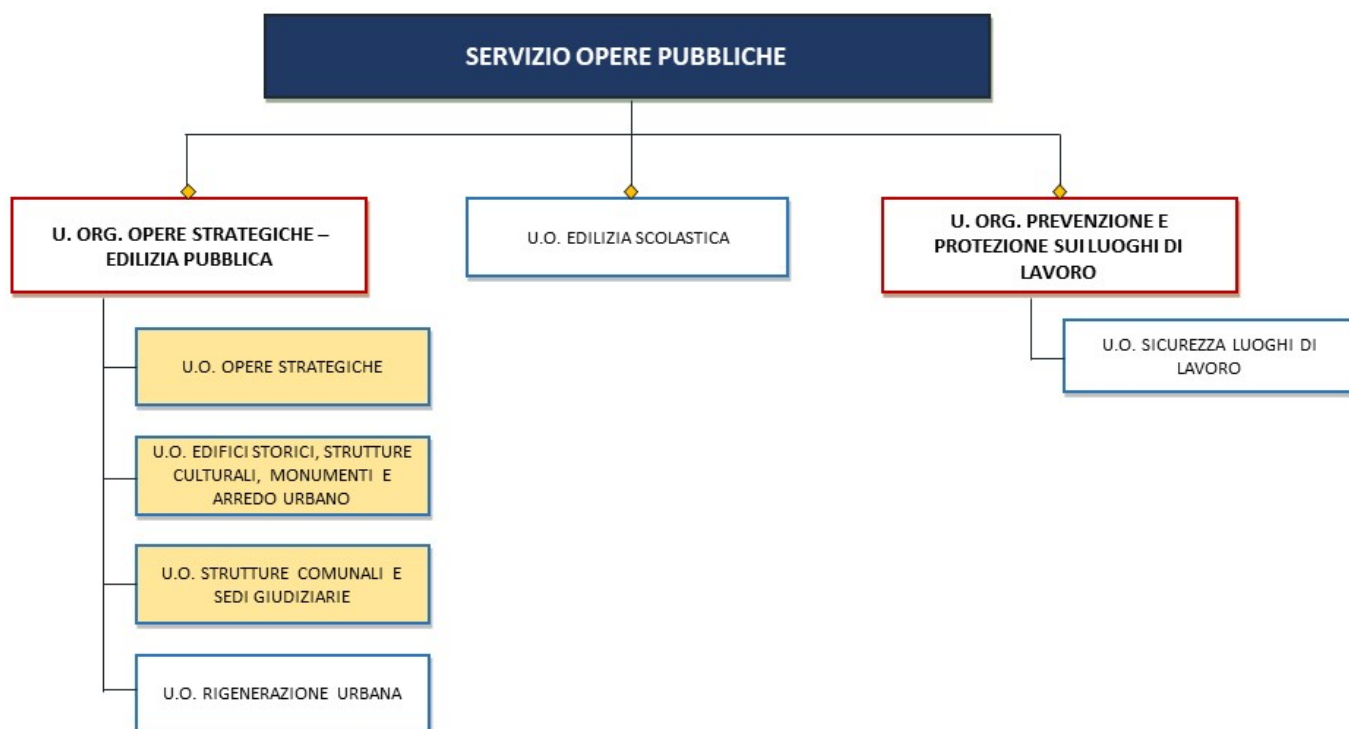 SERVIZIO OPERE PUBBLICHE
U. ORG. OPERE STRATEGICHE –
EDILIZIA PUBBLICA
U.O. EDILIZIA SCOLASTICA
U. ORG. PREVENZIONE E
PROTEZIONE SUI LUOGHI DI
LAVORO
U.O. OPERE STRATEGICHE
U.O. EDIFICI STORICI, STRUTTURE
CULTURALI, MONUMENTI E
ARREDO URBANO
U.O. STRUTTURE COMUNALI E
SEDI GIUDIZIARIE
U.O. RIGENERAZIONE URBANA
U.O. SICUREZZA LUOGHI DI
LAVORO